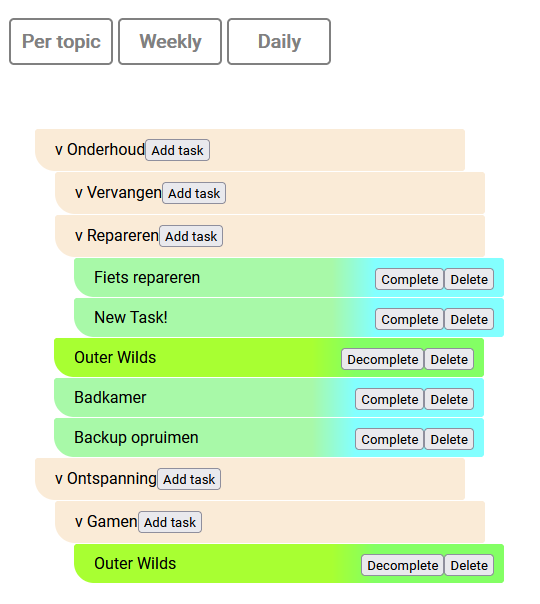 Per topic Weekly Daily
v Onderhoud Add task
v Vervangen Add task
v Repareren Add task
Fiets repareren Complete Delete
New Task! Complete Delete
Outer Wilds Decomplete Delete
Badkamer Complete Delete
Backup opruimen Complete Delete
v Ontspanning Add task
v Gamen Add task
Outer Wilds Decomplete Delete